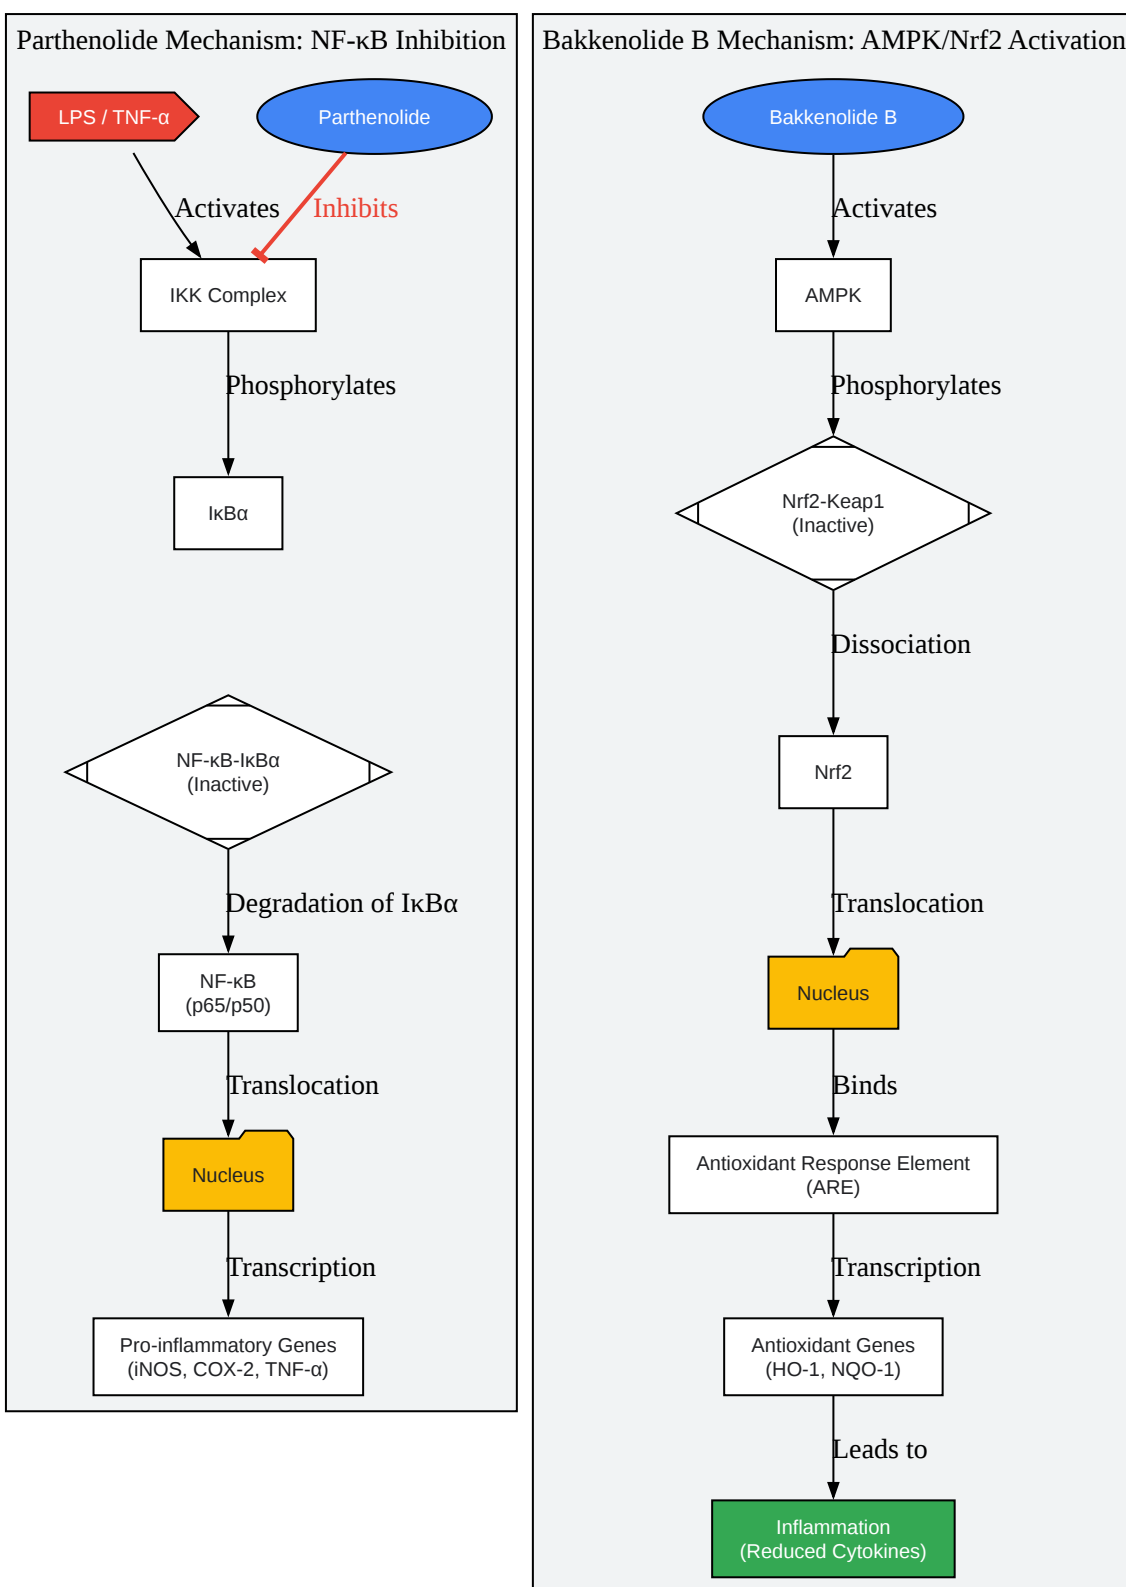 Parthenolide Mechanism: NF-κB Inhibition
LPS / TNF-α
Parthenolide
Activates
Inhibits
IKK Complex
Phosphorylates
IκBα
NF-κB-IκBα
(Inactive)
Degradation of IκBα
NF-κB
(p65/p50)
Translocation
Nucleus
Transcription
Pro-inflammatory Genes
(iNOS, COX-2, TNF-α)
Bakkenolide B Mechanism: AMPK/Nrf2 Activation
Bakkenolide B
Activates
AMPK
Phosphorylates
Nrf2-Keap1
(Inactive)
Dissociation
Nrf2
Translocation
Nucleus
Binds
Antioxidant Response Element
(ARE)
Transcription
Antioxidant Genes
(HO-1, NQO-1)
Leads to
Inflammation
(Reduced Cytokines)